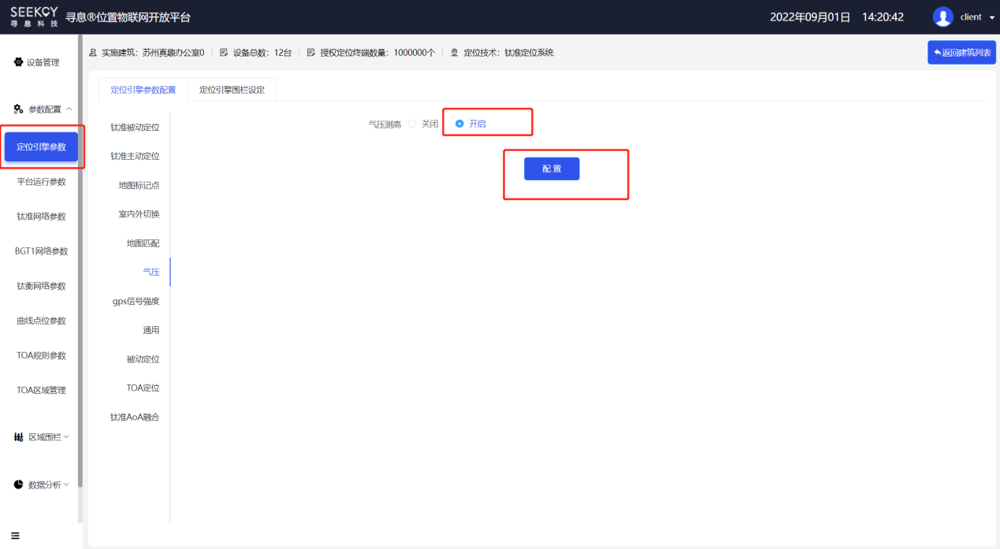 SEEKCY
寻息科技
寻息®位置物联网开放平台
2022年09月01日 14:20:42
client
设备管理
参数配置
定位引擎参数
平台运行参数
钛准网络参数
BGT1网络参数
钛衡网络参数
曲线点位参数
TOA规则参数
TOA区域管理
区域围栏
数据分析
实施建筑：苏州真趣办公室0
设备总数：12台
授权定位终端数量：1000000个
定位技术：钛准定位系统
返回建筑列表
定位引擎参数配置
定位引擎围栏设定
钛准被动定位
钛准主动定位
地图标记点
室内外切换
地图匹配
气压
gps信号强度
通用
被动定位
TOA定位
钛准AoA融合
气压测高 关闭 开启
配置